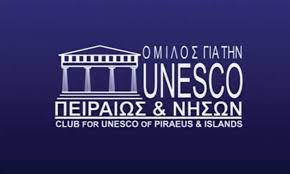 ΟΜΙΛΟΣ ΓΙΑ ΤΗΝ
UNESCO
ΠΕΙΡΑΙΩΣ & ΝΗΣΩΝ
CLUB FOR UNESCO OF PIRAEUS & ISLANDS